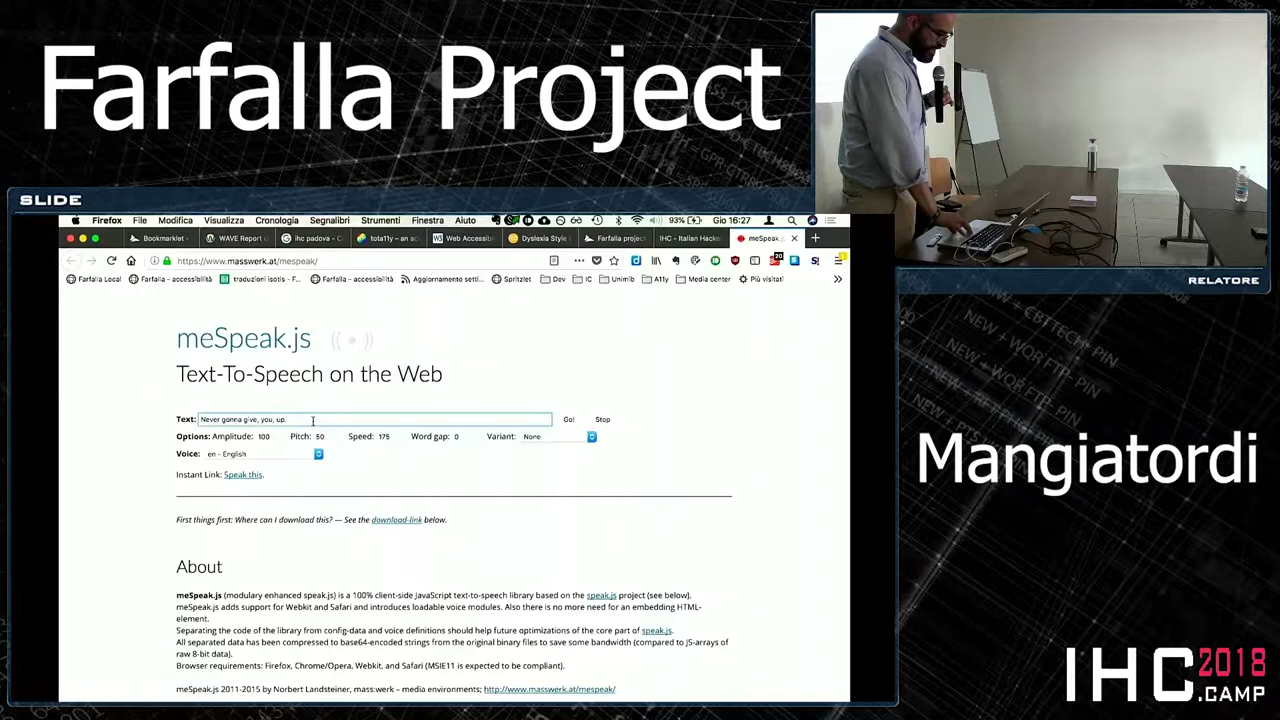 Farfalla Project
SLIDE
Firefox File Modifica Visualizza Cronologia Segnalibri Strumenti Finestra Aiuto 93% Gio 16:27
Bookmarklet - WAVE Report o ihc padova - C tota11y – an ac Web Accessib Dyslexia Style Farfalla project IHC - Italian Hacke meSpeak.j
https://www.masswerk.at/mespeak/
Farfalla Local Farfalla – accessibilità traduzioni isotis - F... Farfalla – accessibilità Aggiornamento setti... Spritzlet Dev IC Unimib A11y Media center Più visitati
meSpeak.js
Text-To-Speech on the Web
Text: Never gonna give, you, up. Go! Stop
Options: Amplitude: 100 Pitch: 50 Speed: 175 Word gap: 0 Variant: None
Voice: en - English
Instant Link: Speak this.
First things first: Where can I download this? — See the download-link below.
About
meSpeak.js (modulary enhanced speak.js) is a 100% client-side JavaScript text-to-speech library based on the speak.js project (see below).
meSpeak.js adds support for Webkit and Safari and introduces loadable voice modules. Also there is no more need for an embedding HTML-
element.
Separating the code of the library from config-data and voice definitions should help future optimizations of the core part of speak.js.
All separated data has been compressed to base64-encoded strings from the original binary files to save some bandwidth (compared to JS-arrays of
raw 8-bit data).
Browser requirements: Firefox, Chrome/Opera, Webkit, and Safari (MSIE11 is expected to be compliant).
meSpeak.js 2011-2015 by Norbert Landsteiner, mass:werk – media environments; http://www.masswerk.at/mespeak/
RELATORE
Mangiatordi
IHC 2018
.CAMP